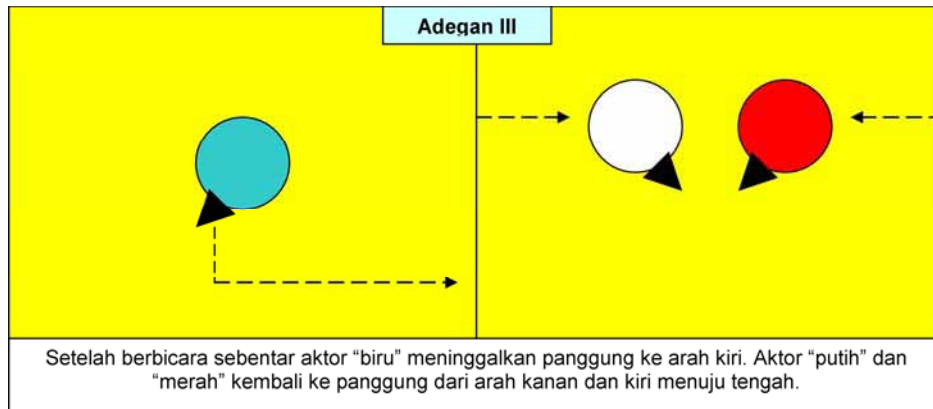 Adegan III
Setelah berbicara sebentar aktor “biru” meninggalkan panggung ke arah kiri. Aktor “putih” dan
“merah” kembali ke panggung dari arah kanan dan kiri menuju tengah.